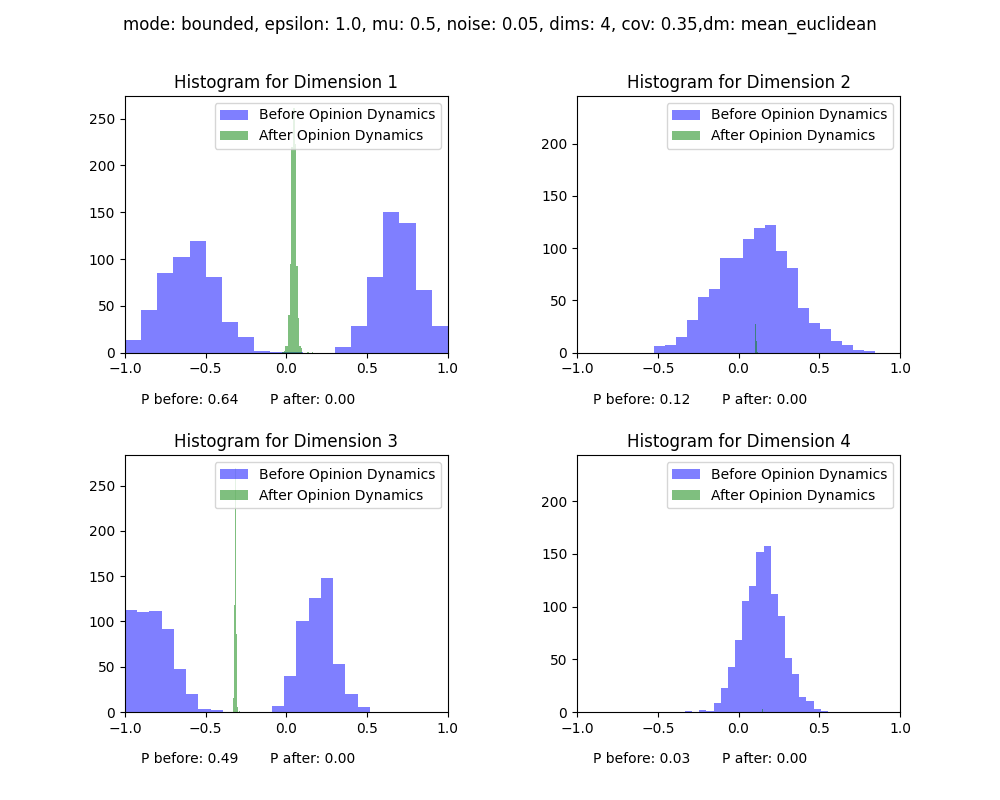 mode: bounded, epsilon: 1.0, mu: 0.5, noise: 0.05, dims: 4, cov: 0.35,dm: mean_euclidean
Histogram for Dimension 1
Before Opinion Dynamics
After Opinion Dynamics
250
200
150
100
50
0
−1.0 −0.5 0.0 0.5 1.0
P before: 0.64 P after: 0.00
Histogram for Dimension 2
Before Opinion Dynamics
After Opinion Dynamics
200
150
100
50
0
−1.0 −0.5 0.0 0.5 1.0
P before: 0.12 P after: 0.00
Histogram for Dimension 3
Before Opinion Dynamics
After Opinion Dynamics
250
200
150
100
50
0
−1.0 −0.5 0.0 0.5 1.0
P before: 0.49 P after: 0.00
Histogram for Dimension 4
Before Opinion Dynamics
After Opinion Dynamics
200
150
100
50
0
−1.0 −0.5 0.0 0.5 1.0
P before: 0.03 P after: 0.00